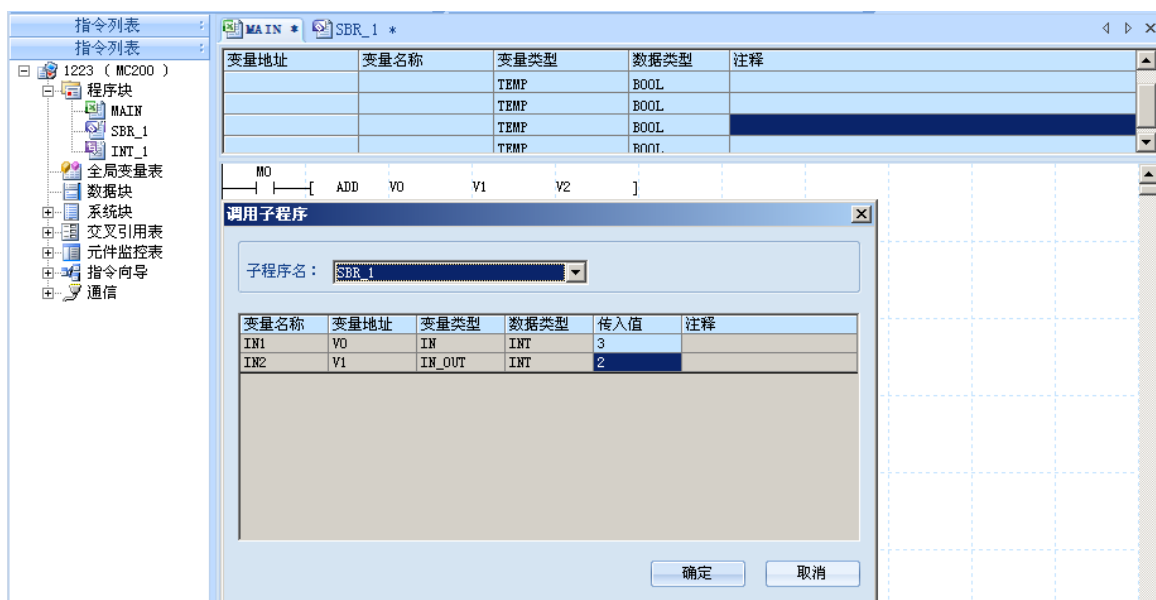 指令列表
指令列表
1223 ( MC200 )
程序块
MAIN
SBR_1
INT_1
全局变量表
数据块
系统块
交叉引用表
元件监控表
指令向导
通信
MAIN * SBR_1 *
变量地址 变量名称 变量类型 数据类型 注释
TEMP BOOL
TEMP BOOL
TEMP BOOL
TEMP BOOL
M0
[ ADD V0 V1 V2 ]
调用子程序
子程序名： SBR_1
变量名称 变量地址 变量类型 数据类型 传入值 注释
IN1 V0 IN INT 3
IN2 V1 IN_OUT INT 2
确定 取消